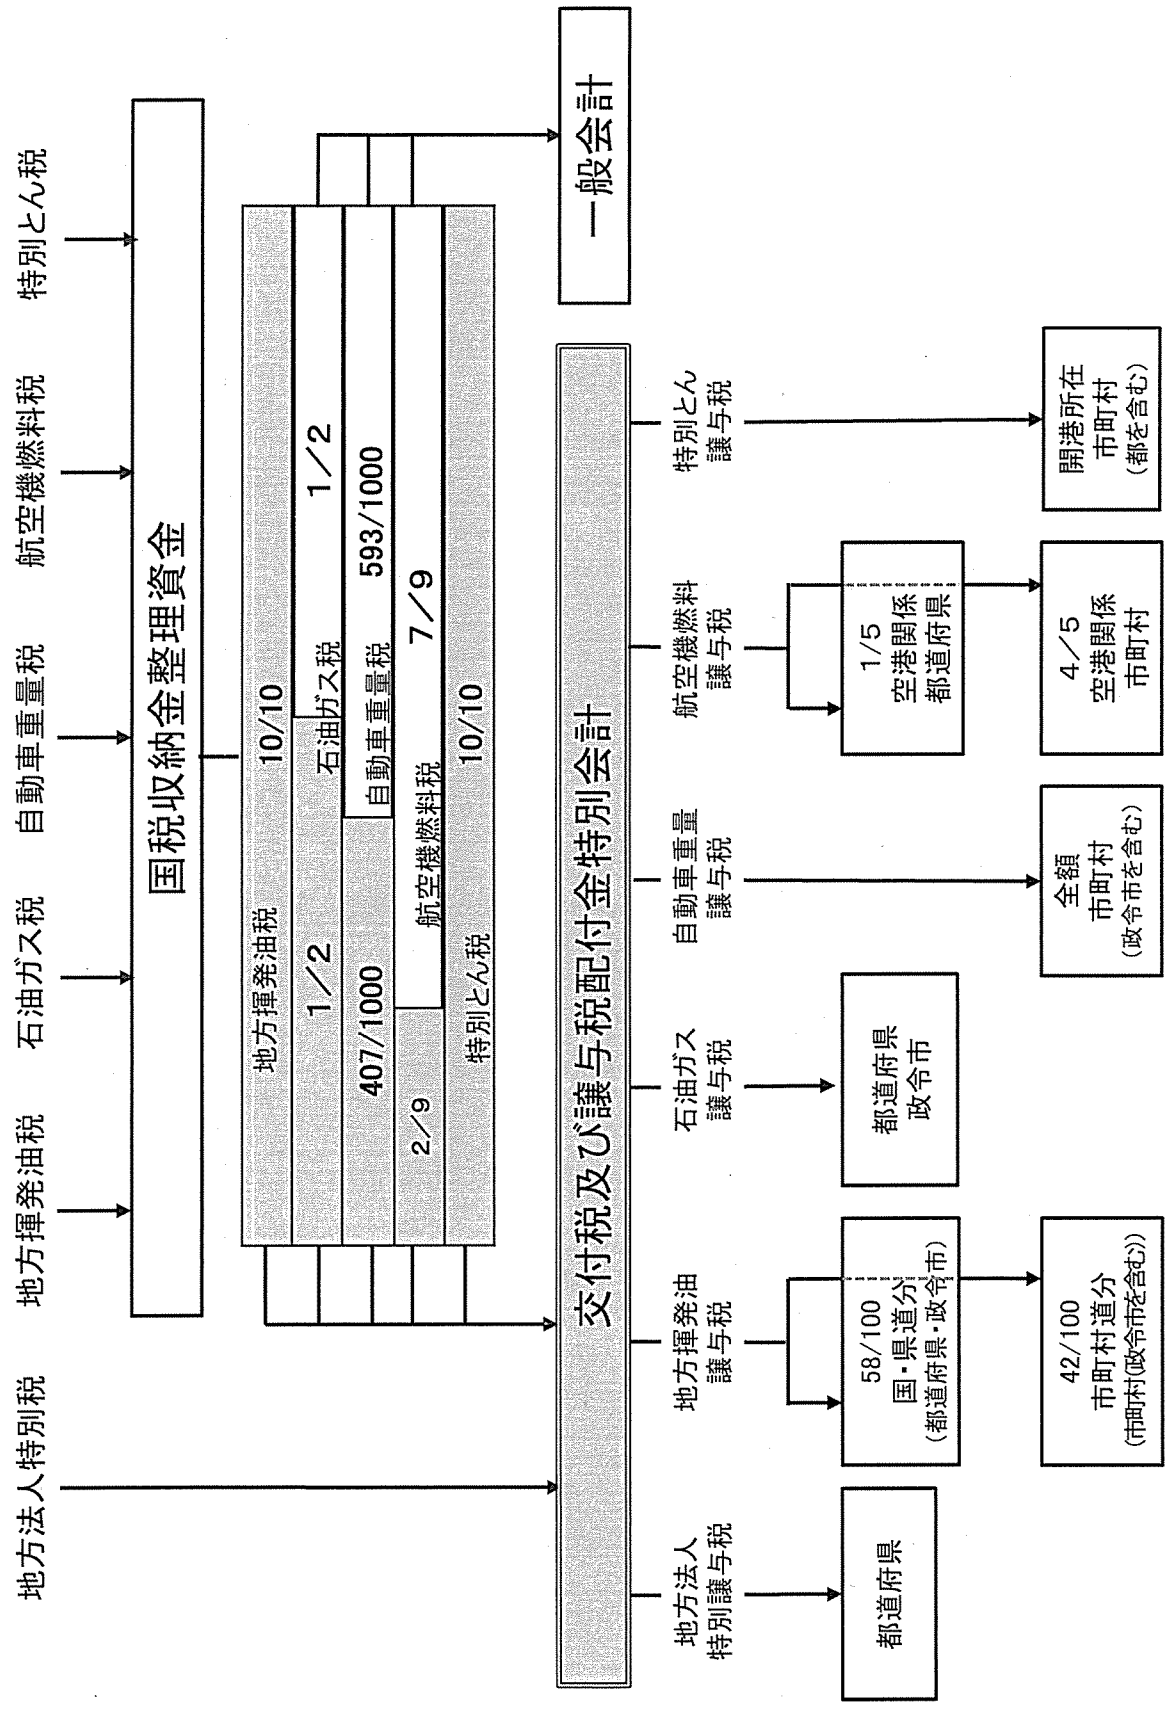 地方法人特別税
地方揮発油税
石油ガス税
自動車重量税
航空機燃料税
特別とん税
国税収納金整理資金
地方揮発油税
10/10
1/2
石油ガス税
1/2
407/1000
自動車重量税
593/1000
2/9
航空機燃料税
7/9
特別とん税
10/10
交付税及び譲与税配付金特別会計
一般会計
地方法人
特別譲与税
地方揮発油
譲与税
石油ガス
譲与税
自動車重量
譲与税
航空機燃料
譲与税
特別とん
譲与税
都道府県
58/100
国・県道分
(都道府県・政令市)
42/100
市町村道分
(市町村(政令市を含む))
都道府県
政令市
全額
市町村
(政令市を含む)
1/5
空港関係
都道府県
4/5
空港関係
市町村
開港所在
市町村
(都を含む)